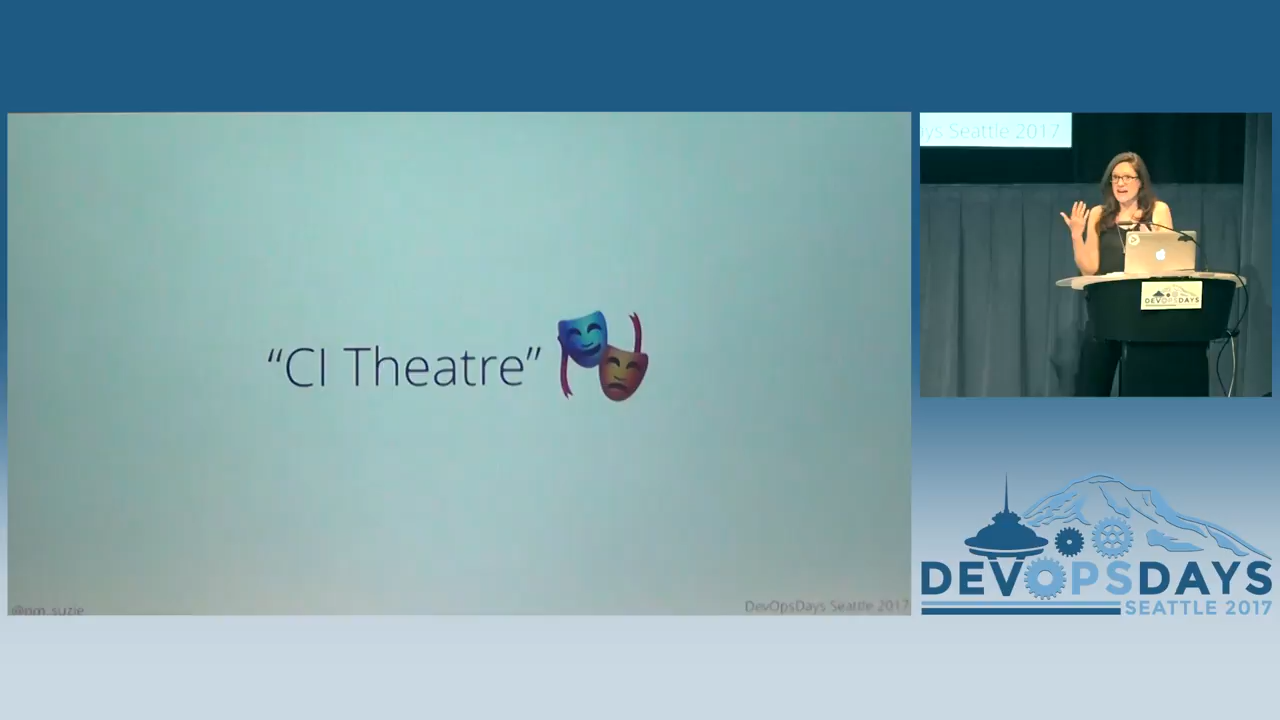 “CI Theatre”
@pm_suzie
DevOpsDays Seattle 2017
ys Seattle 2017
DEVOPSDAYS
DEVOPSDAYS
SEATTLE 2017